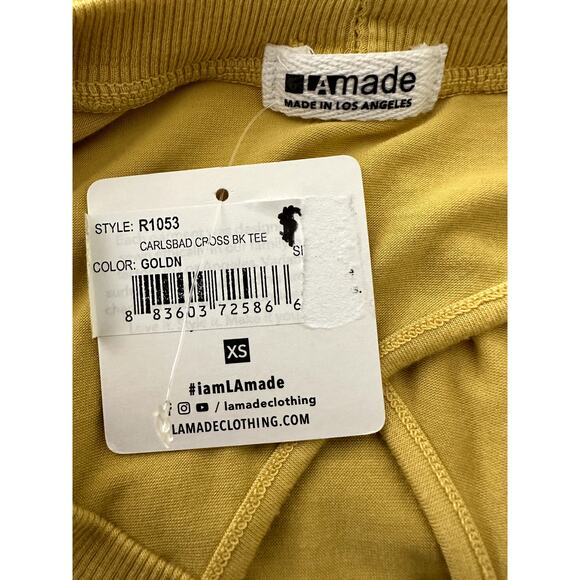 LAmade
MADE IN LOS ANGELES
STYLE: R1053
CARLSBAD CROSS BK TEE
COLOR: GOLDN
8 83603 72586 6
XS
#iamLAmade
/ lamadeclothing
LAMADECLOTHING.COM